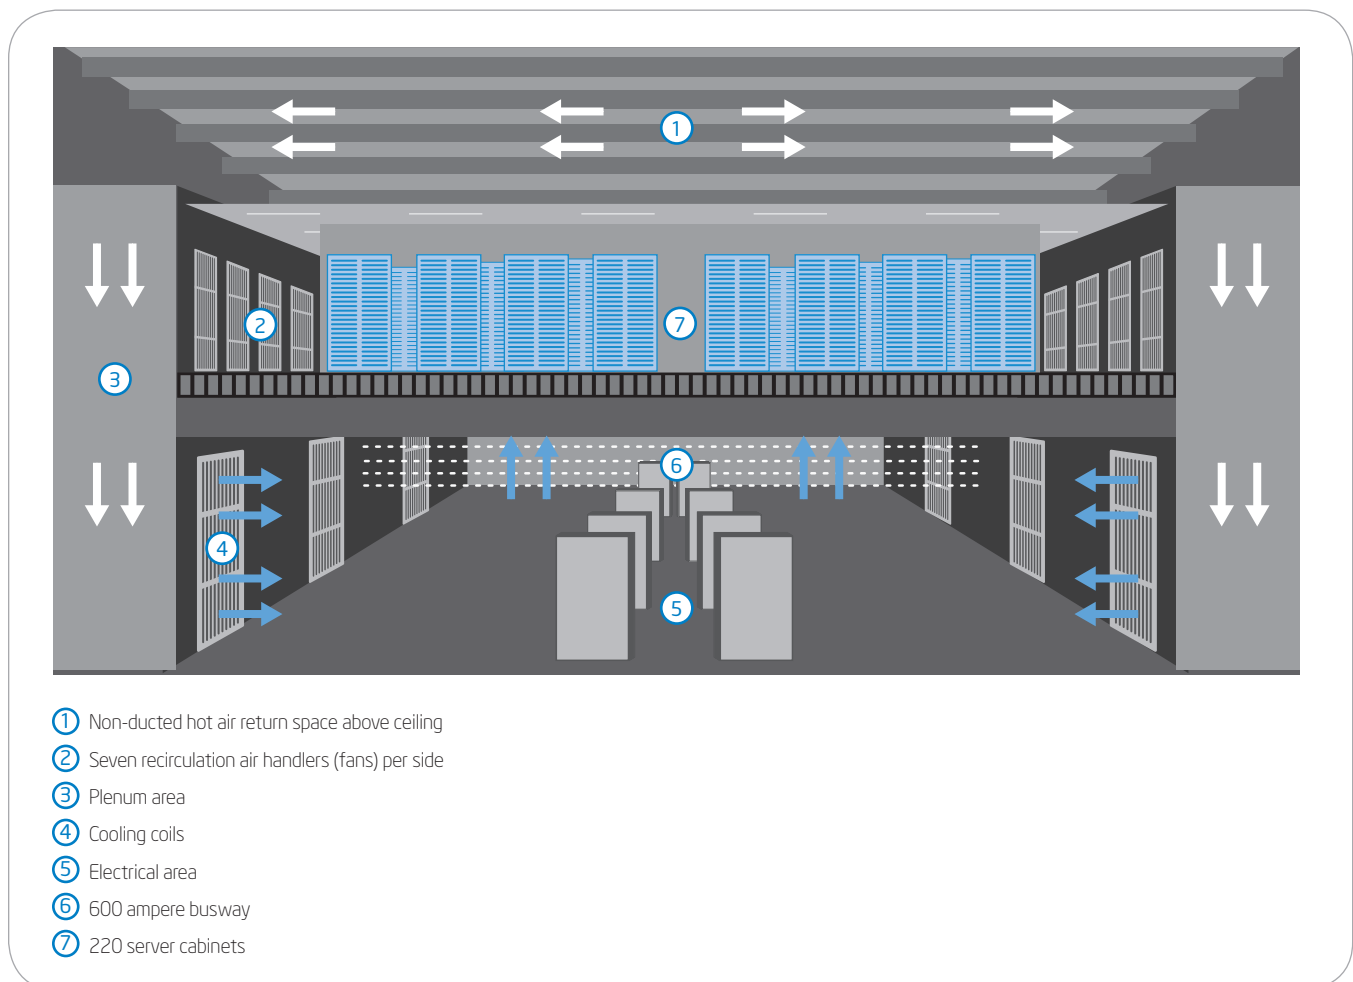 1
2
7
3
6
4
5
1 Non-ducted hot air return space above ceiling
2 Seven recirculation air handlers (fans) per side
3 Plenum area
4 Cooling coils
5 Electrical area
6 600 ampere busway
7 220 server cabinets